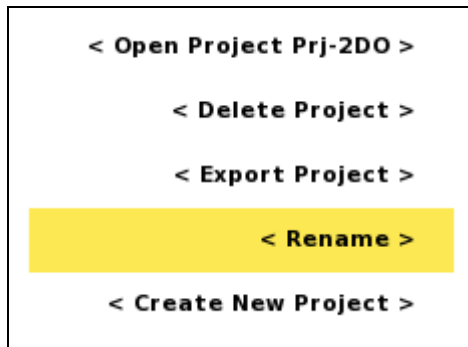 < Open Project Prj-2DO >
< Delete Project >
< Export Project >
< Rename >
< Create New Project >